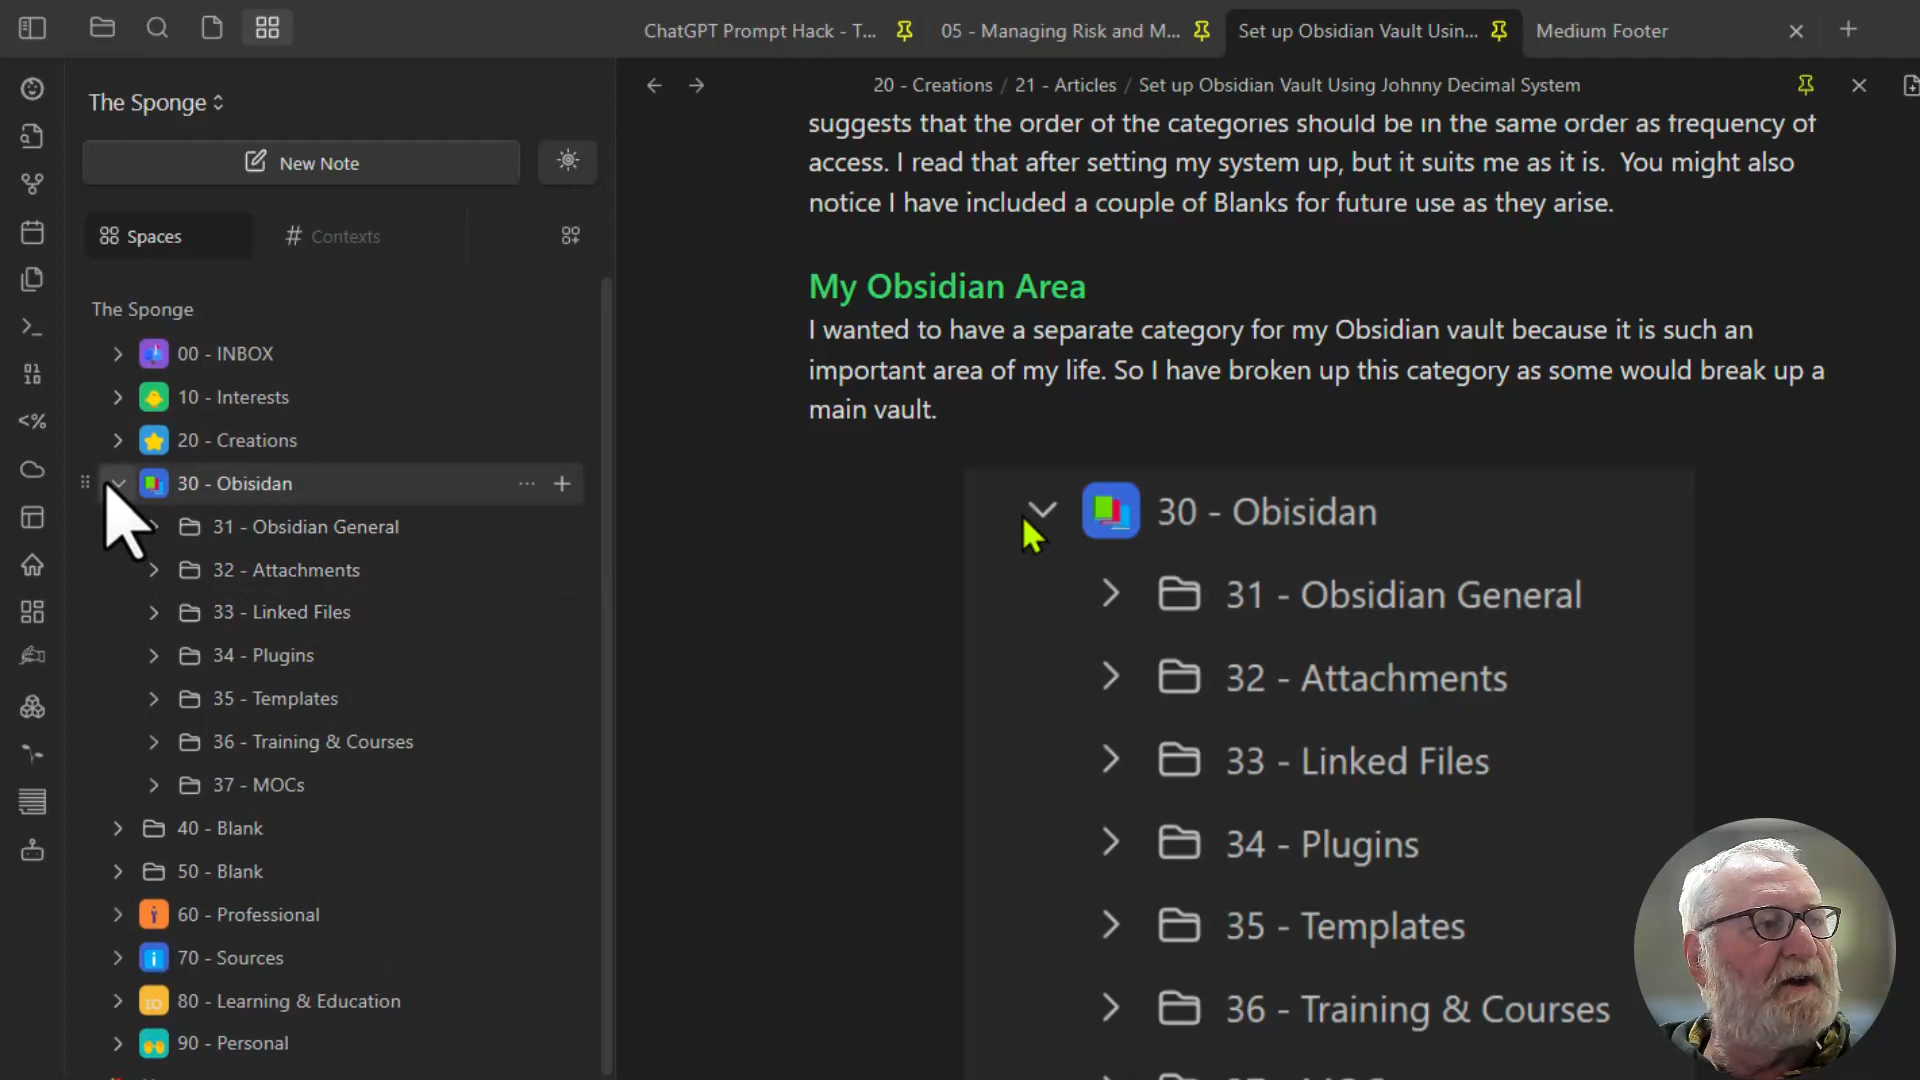 ChatGPT Prompt Hack - T...
05 - Managing Risk and M...
Set up Obsidian Vault Usin...
Medium Footer
The Sponge
20 - Creations / 21 - Articles / Set up Obsidian Vault Using Johnny Decimal System
New Note
Spaces
# Contexts
The Sponge
00 - INBOX
10 - Interests
20 - Creations
30 - Obisidan
31 - Obsidian General
32 - Attachments
33 - Linked Files
34 - Plugins
35 - Templates
36 - Training & Courses
37 - MOCs
40 - Blank
50 - Blank
60 - Professional
70 - Sources
80 - Learning & Education
90 - Personal
suggests that the order of the categories should be in the same order as frequency of
access. I read that after setting my system up, but it suits me as it is. You might also
notice I have included a couple of Blanks for future use as they arise.
My Obsidian Area
I wanted to have a separate category for my Obsidian vault because it is such an
important area of my life. So I have broken up this category as some would break up a
main vault.
30 - Obisidan
31 - Obsidian General
32 - Attachments
33 - Linked Files
34 - Plugins
35 - Templates
36 - Training & Courses